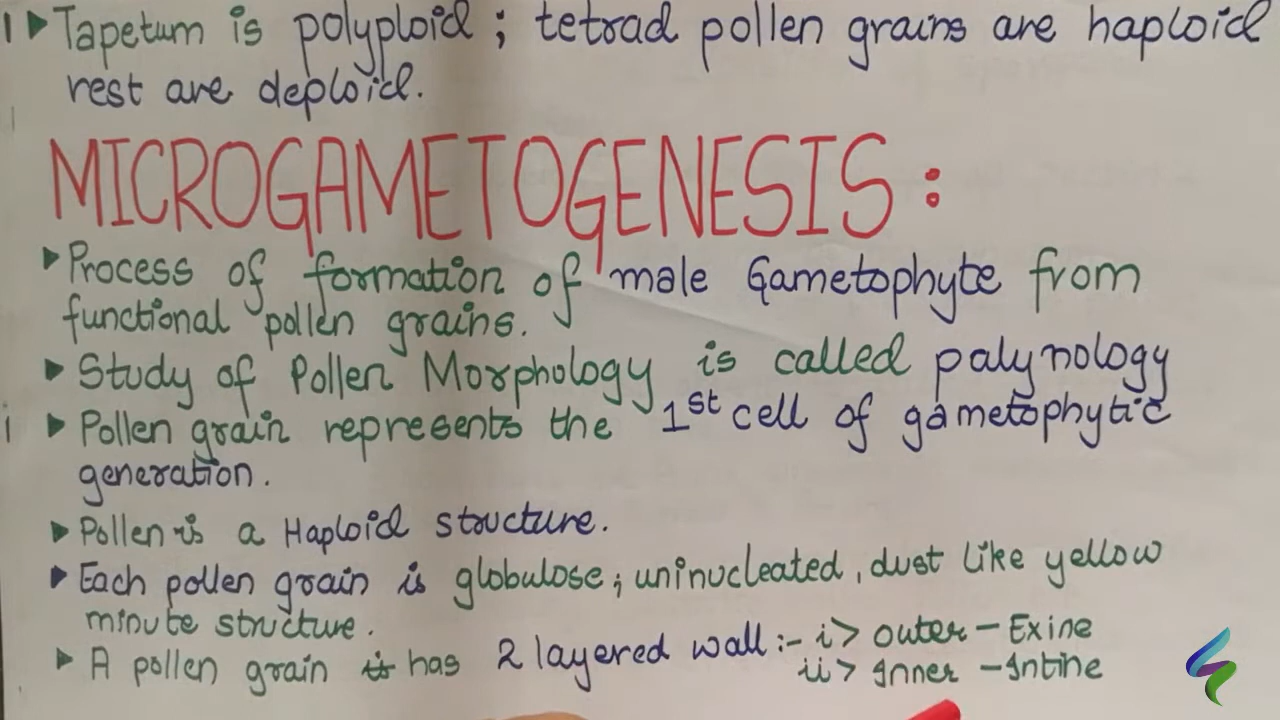 Tapetum is polyploid ; tetrad pollen grains are haploid
rest are deploid.
MICROGAMETOGENESIS :
Process of formation of male Gametophyte from
functional pollen grains.
Study of Pollen Morphology is called palynology
Pollen grain represents the 1st cell of gametophytic
generation.
Pollen is a Haploid structure.
Each pollen grain is globulose, uninucleated, dust like yellow
minute structure.
A pollen grain is has 2 layered wall :- i> outer - Exine
ii> Inner - Intine